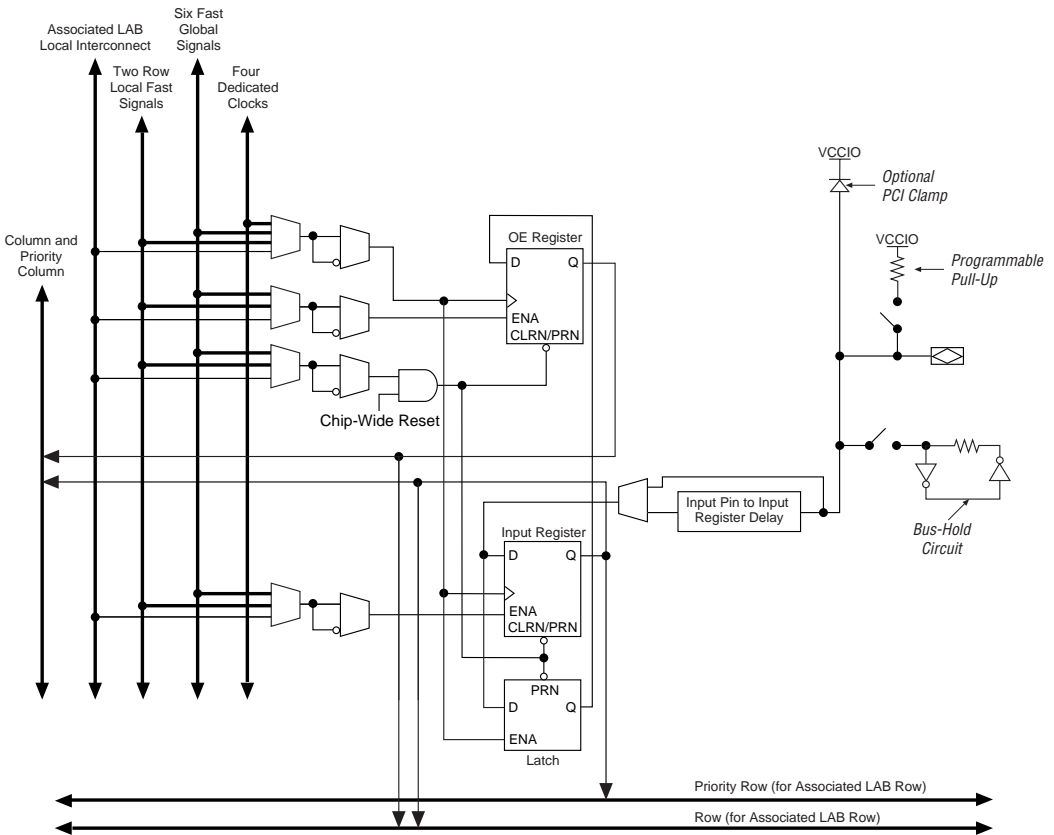 Six Fast
Global
Signals
Associated LAB
Local Interconnect
Two Row
Local Fast
Signals
Four
Dedicated
Clocks
VCCIO
Optional
PCI Clamp
Column and
Priority
Column
OE Register
D
Q
ENA
CLRN/PRN
VCCIO
Programmable
Pull-Up
Chip-Wide Reset
Input Pin to Input
Register Delay
Bus-Hold
Circuit
Input Register
D
Q
ENA
CLRN/PRN
PRN
D
Q
ENA
Latch
Priority Row (for Associated LAB Row)
Row (for Associated LAB Row)